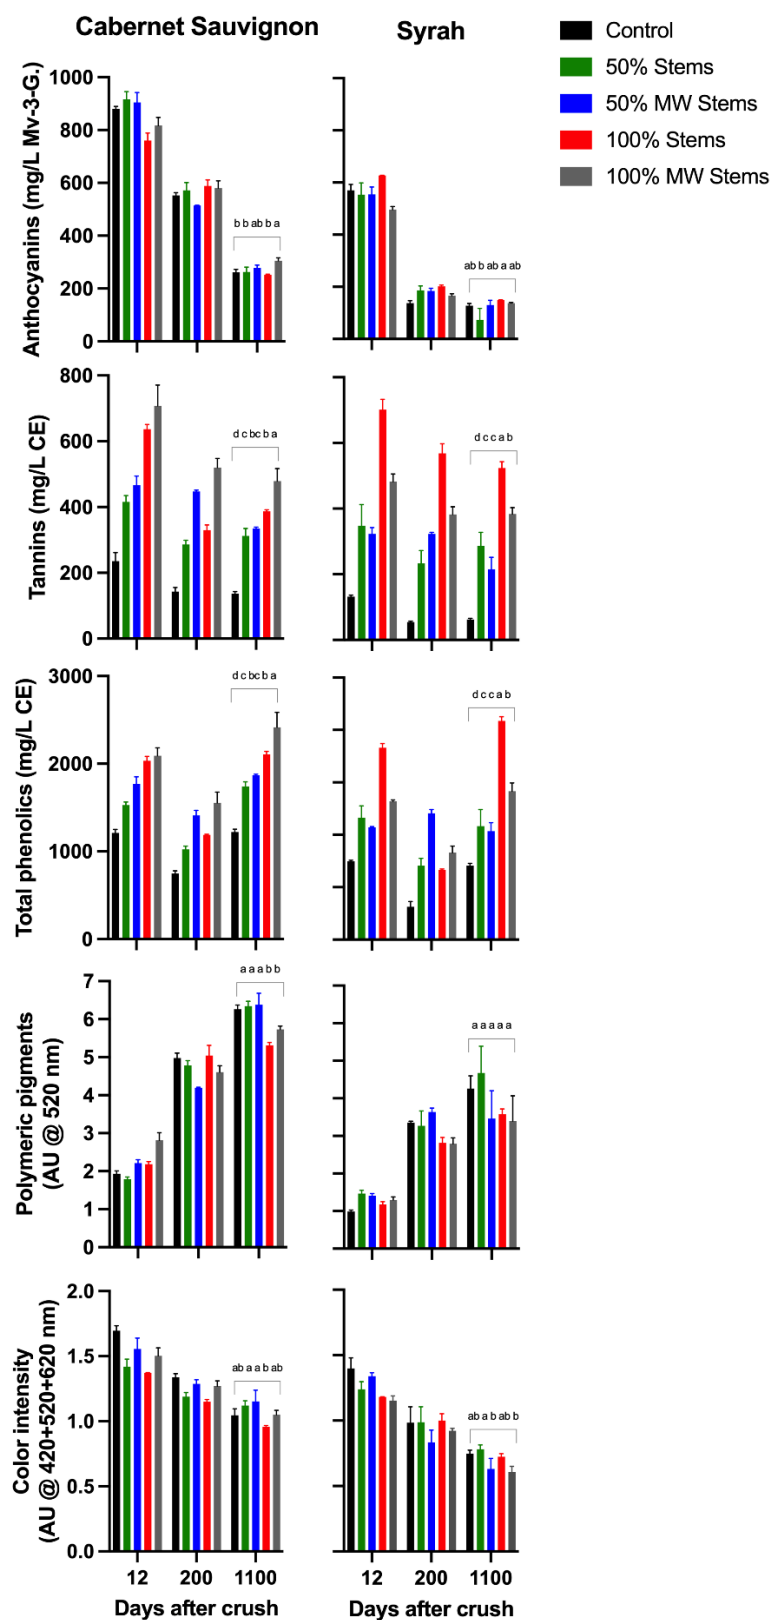 Cabernet Sauvignon
Syrah
Control
50% Stems
50% MW Stems
100% Stems
100% MW Stems
Anthocyanins (mg/L Mv-3-G.)
1000
800
600
400
200
0
b b ab b a
ab b ab a ab
Tannins (mg/L CE)
800
600
400
200
0
d c bc b a
d c c a b
Total phenolics (mg/L CE)
3000
2000
1000
0
d c bc b a
d c c a b
Polymeric pigments
(AU @ 520 nm)
7
6
5
4
3
2
1
0
a a a b b
a a a a a
Color intensity
(AU @ 420+520+620 nm)
2.0
1.5
1.0
0.5
0.0
ab a a b ab
ab a b ab b
12 200 1100
12 200 1100
Days after crush
Days after crush